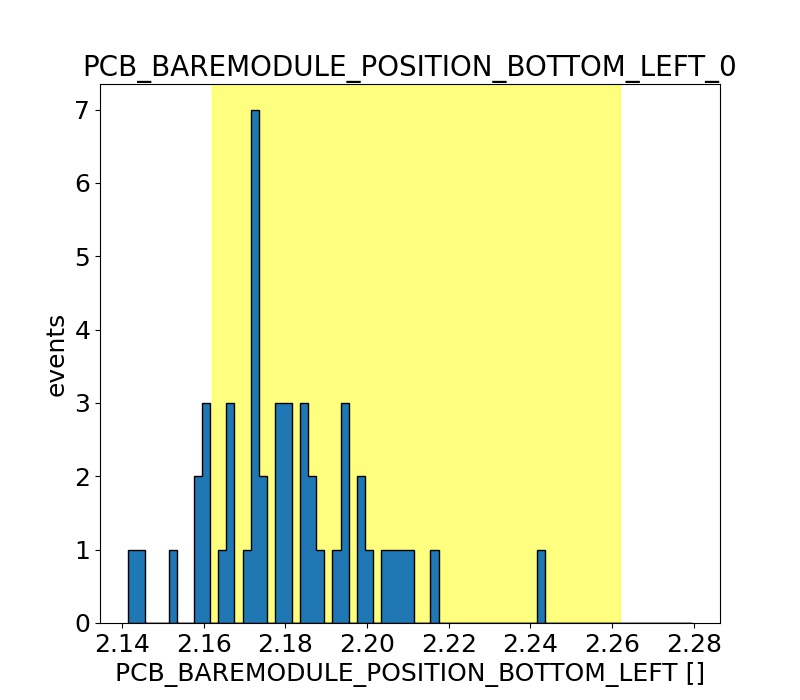 PCB_BAREMODULE_POSITION_BOTTOM_LEFT_0
7
6
5
4
3
2
1
0
events
2.14 2.16 2.18 2.20 2.22 2.24 2.26 2.28
PCB_BAREMODULE_POSITION_BOTTOM_LEFT []